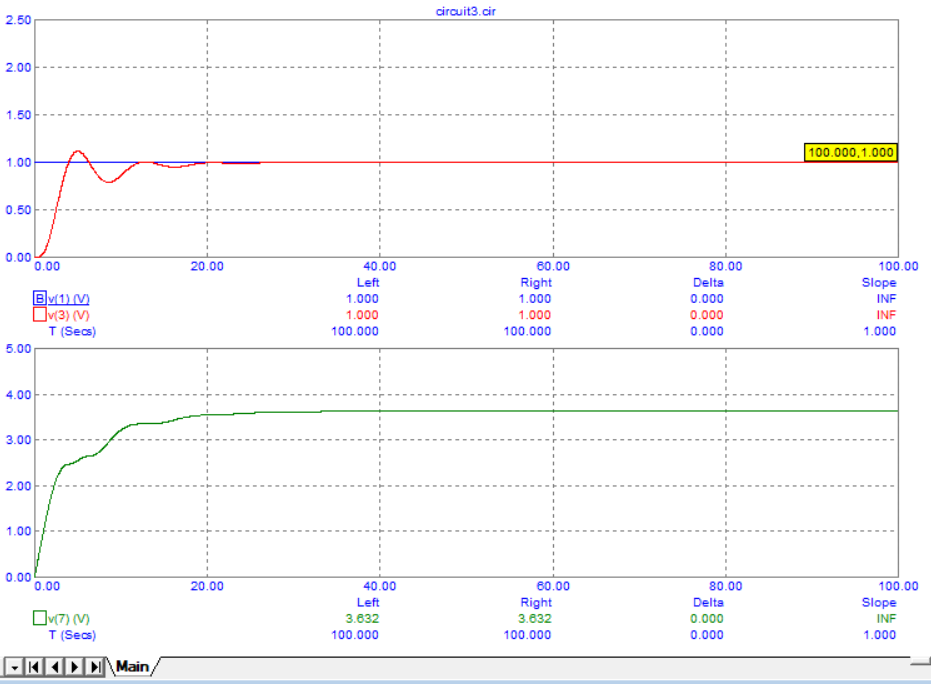 circuit3.cir
2.50
2.00
1.50
1.00
100.000,1.000
0.50
0.00
0.00 20.00 40.00 60.00 80.00 100.00
Left Right Delta Slope
B v(1) (V) 1.000 1.000 0.000 INF
v(3) (V) 1.000 1.000 0.000 INF
T (Secs) 100.000 100.000 0.000 1.000
5.00
4.00
3.00
2.00
1.00
0.00
0.00 20.00 40.00 60.00 80.00 100.00
Left Right Delta Slope
v(7) (V) 3.632 3.632 0.000 INF
T (Secs) 100.000 100.000 0.000 1.000
Main